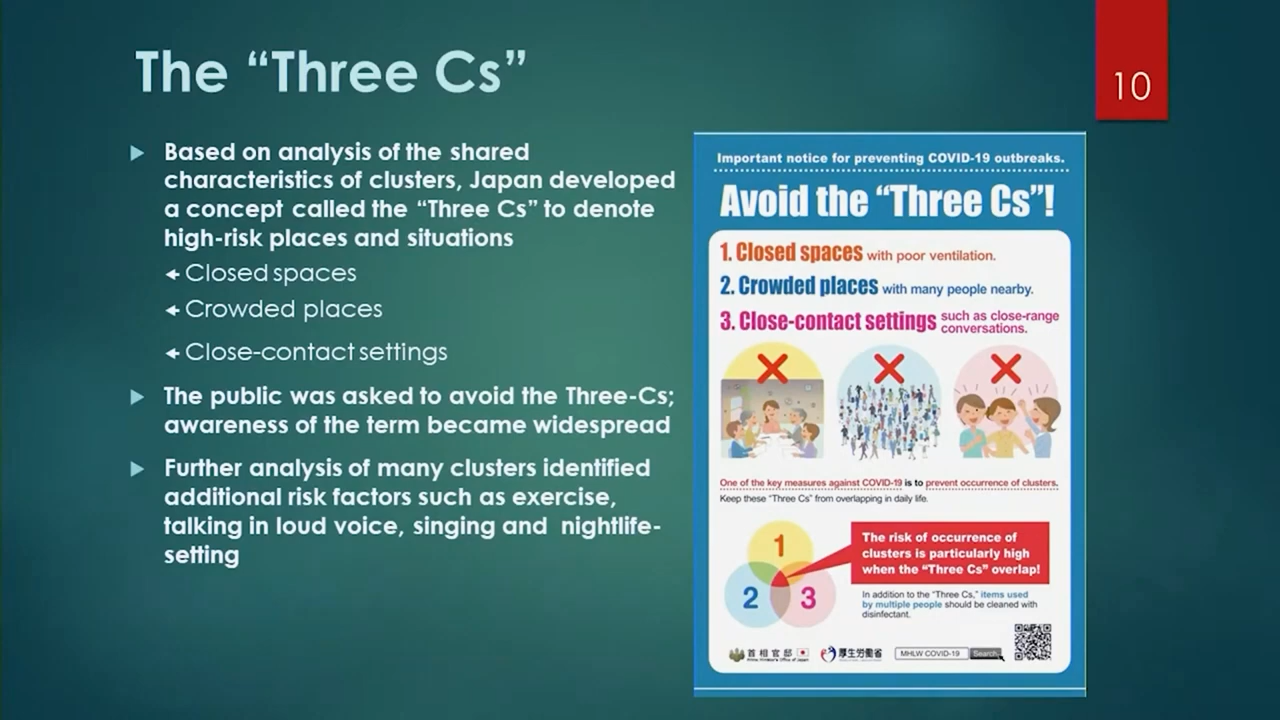 The “Three Cs”
10
Based on analysis of the shared
characteristics of clusters, Japan developed
a concept called the “Three Cs” to denote
high-risk places and situations
Closed spaces
Crowded places
Close-contact settings
The public was asked to avoid the Three-Cs;
awareness of the term became widespread
Further analysis of many clusters identified
additional risk factors such as exercise,
talking in loud voice, singing and nightlife-
setting
Important notice for preventing COVID-19 outbreaks.
Avoid the “Three Cs”!
1. Closed spaces with poor ventilation.
2. Crowded places with many people nearby.
3. Close-contact settings such as close-range
conversations.
One of the key measures against COVID-19 is to prevent occurrence of clusters.
Keep these “Three Cs” from overlapping in daily life.
1
2 3
The risk of occurrence of
clusters is particularly high
when the “Three Cs” overlap!
In addition to the “Three Cs,” items used
by multiple people should be cleaned with
disinfectant.
首相官邸
Prime Minister's Office of Japan
厚生労働省
MHLW COVID-19 Search